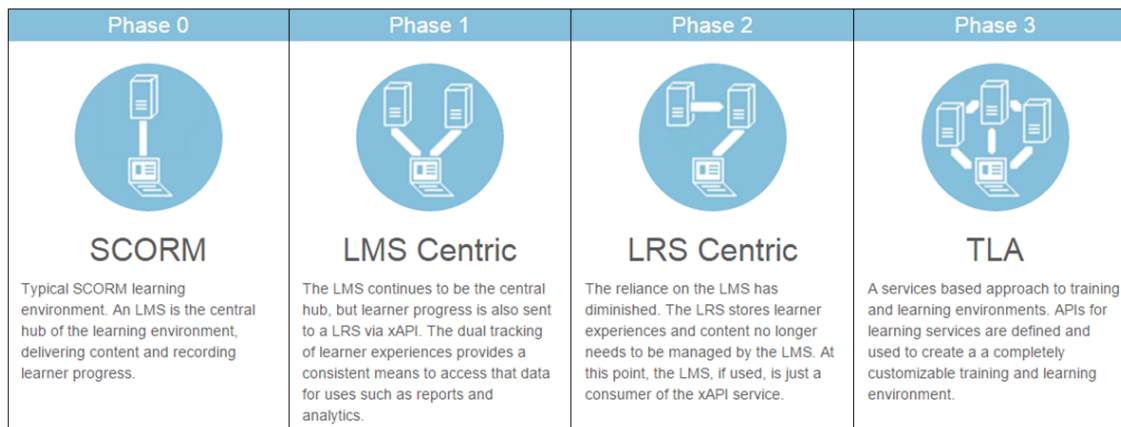 Phase 0
SCORM
Typical SCORM learning
environment. An LMS is the central
hub of the learning environment,
delivering content and recording
learner progress.
Phase 1
LMS Centric
The LMS continues to be the central
hub, but learner progress is also sent
to a LRS via xAPI. The dual tracking
of learner experiences provides a
consistent means to access that data
for uses such as reports and
analytics.
Phase 2
LRS Centric
The reliance on the LMS has
diminished. The LRS stores learner
experiences and content no longer
needs to be managed by the LMS. At
this point, the LMS, if used, is just a
consumer of the xAPI service.
Phase 3
TLA
A services based approach to training
and learning environments. APIs for
learning services are defined and
used to create a a completely
customizable training and learning
environment.